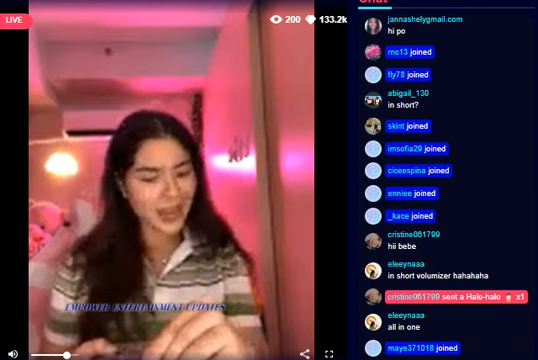 LIVE
200 133.2k
Chat
jannashelygmail.com
hi po
rnc13 joined
fly78 joined
abigail_130
in short?
skint joined
imsofia29 joined
ciceespina joined
enniee joined
_kace joined
cristine061799
hii bebe
eleeynaaa
in short volumizer hahahaha
cristine061799 sent a Halo-halo x1
eleeynaaa
all in one
maye371018 joined
EMPOWER ENTERTAINMENT UPDATES